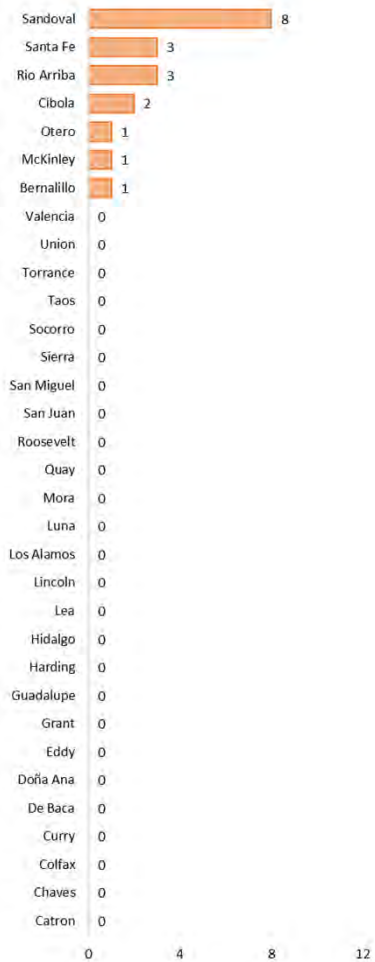 Sandoval 8
Santa Fe 3
Rio Arriba 3
Cibola 2
Otero 1
McKinley 1
Bernalillo 1
Valencia 0
Union 0
Torrance 0
Taos 0
Socorro 0
Sierra 0
San Miguel 0
San Juan 0
Roosevelt 0
Quay 0
Mora 0
Luna 0
Los Alamos 0
Lincoln 0
Lea 0
Hidalgo 0
Harding 0
Guadalupe 0
Grant 0
Eddy 0
Doña Ana 0
De Baca 0
Curry 0
Colfax 0
Chaves 0
Catron 0
0 4 8 12